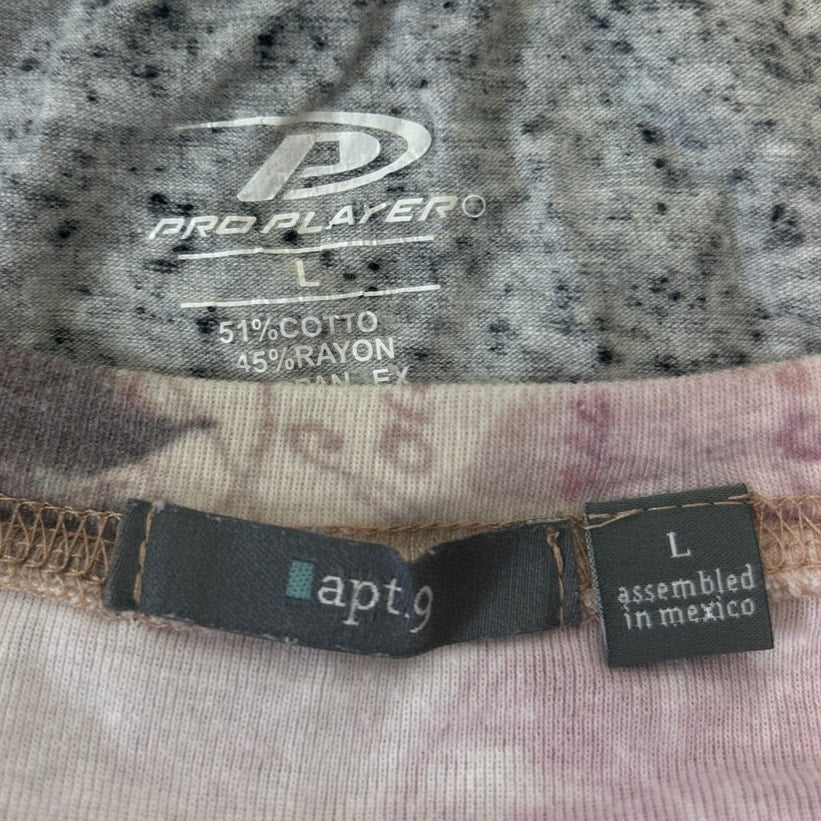 PRO PLAYER
L
51%COTTO
45%RAYON
apt.9
L
assembled
in mexico